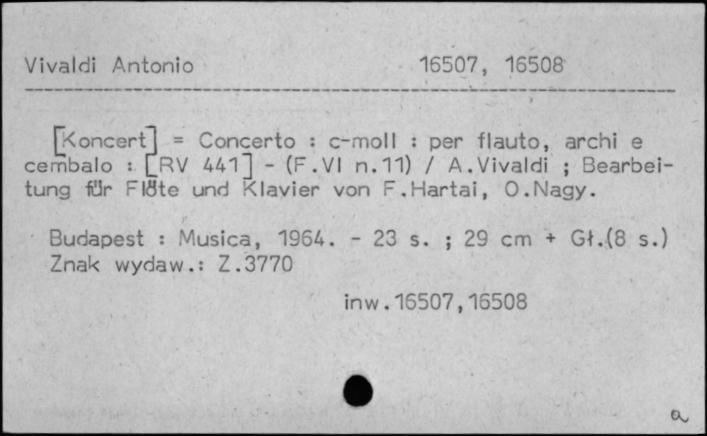 Vivaldi Antonio 16507, 16508
[Koncert] = Concerto : c-moll : per flauto, archi e
cembalo : [RV 441] - (F.VI n.11) / A.Vivaldi ; Bearbei-
tung für Flöte und Klavier von F.Hartai, O.Nagy.
Budapest : Musica, 1964. - 23 s. ; 29 cm + Gł.(8 s.)
Znak wydaw.: Z.3770
inw.16507,16508
a